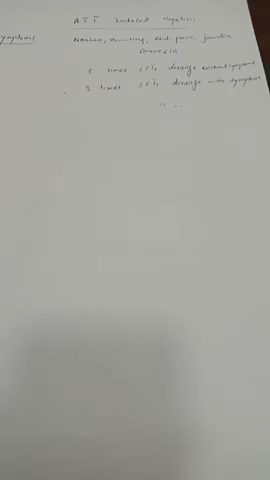 ATT Induced Hepatitis
Symptoms Nausea, Vomiting, Abd. pain, jaundice
Anorexia
5 times LFTs derange without symptoms
3 times LFTs derange with symptoms